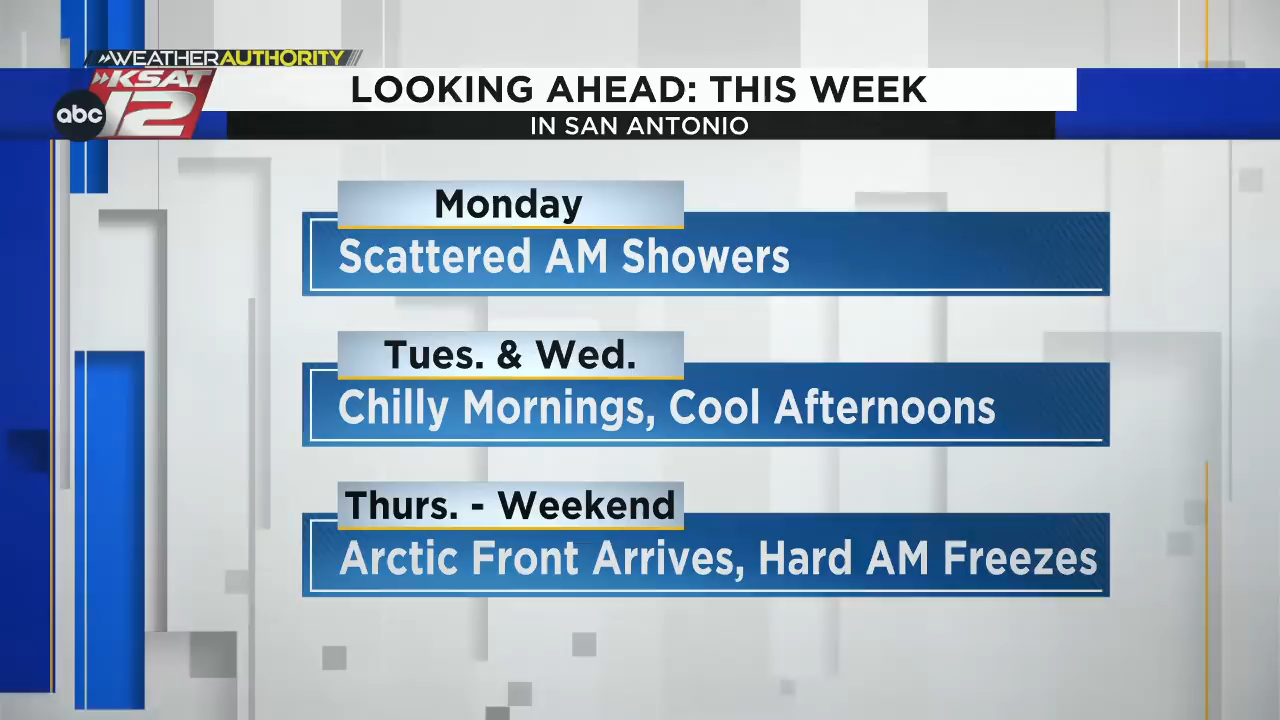 WEATHERAUTHORITY
KSAT
abc 12
LOOKING AHEAD: THIS WEEK
IN SAN ANTONIO
Monday
Scattered AM Showers
Tues. & Wed.
Chilly Mornings, Cool Afternoons
Thurs. - Weekend
Arctic Front Arrives, Hard AM Freezes